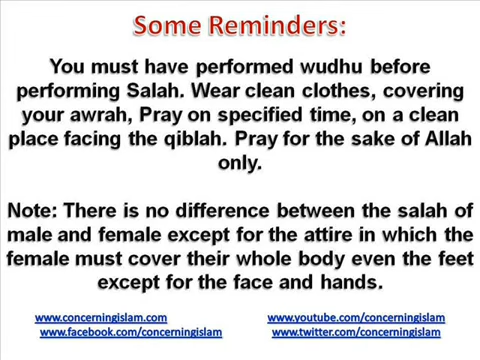 Some Reminders:
You must have performed wudhu before
performing Salah. Wear clean clothes, covering
your awrah, Pray on specified time, on a clean
place facing the qiblah. Pray for the sake of Allah
only.
Note: There is no difference between the salah of
male and female except for the attire in which the
female must cover their whole body even the feet
except for the face and hands.
www.concerningislam.com www.youtube.com/concerningislam
www.facebook.com/concerningislam www.twitter.com/concerningislam